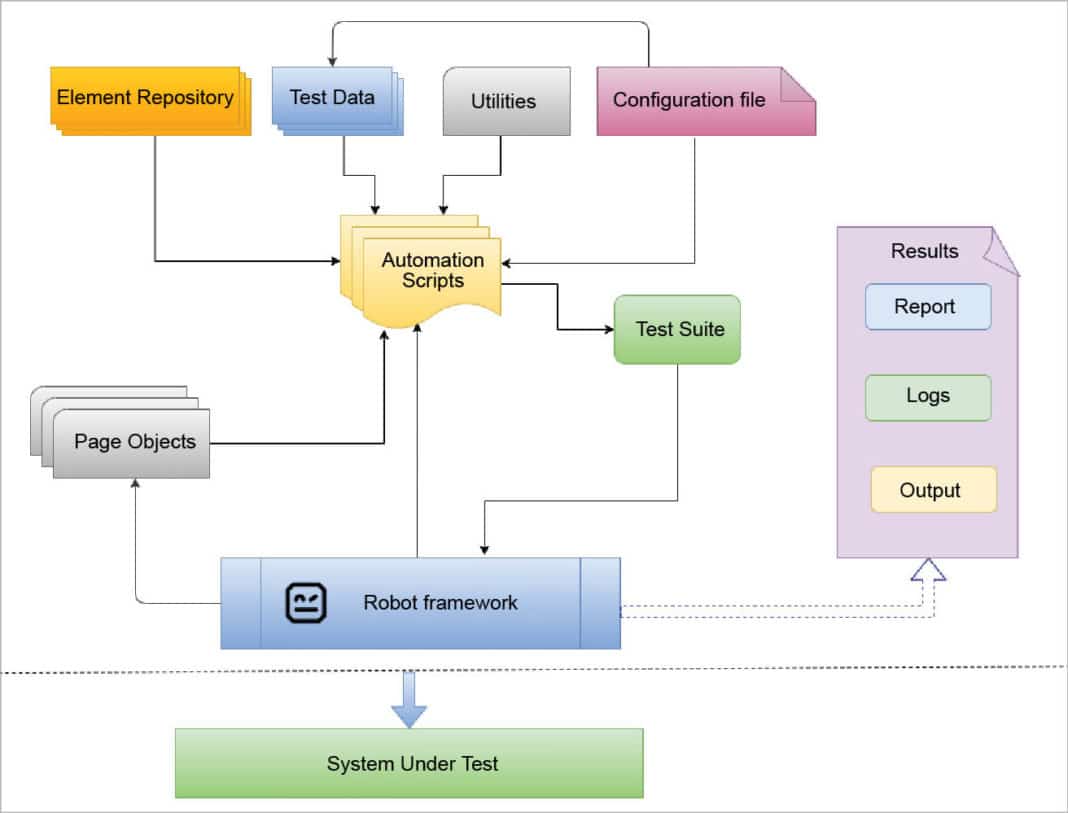 Element Repository
Test Data
Utilities
Configuration file
Automation
Scripts
Results
Report
Test Suite
Logs
Page Objects
Output
Robot framework
System Under Test